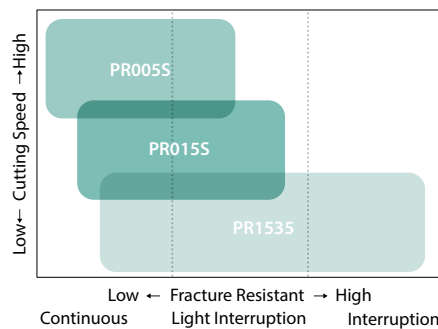 Low← Cutting Speed →High
PR005S
PR015S
PR1535
Low ← Fracture Resistant → High
Continuous Light Interruption Interruption